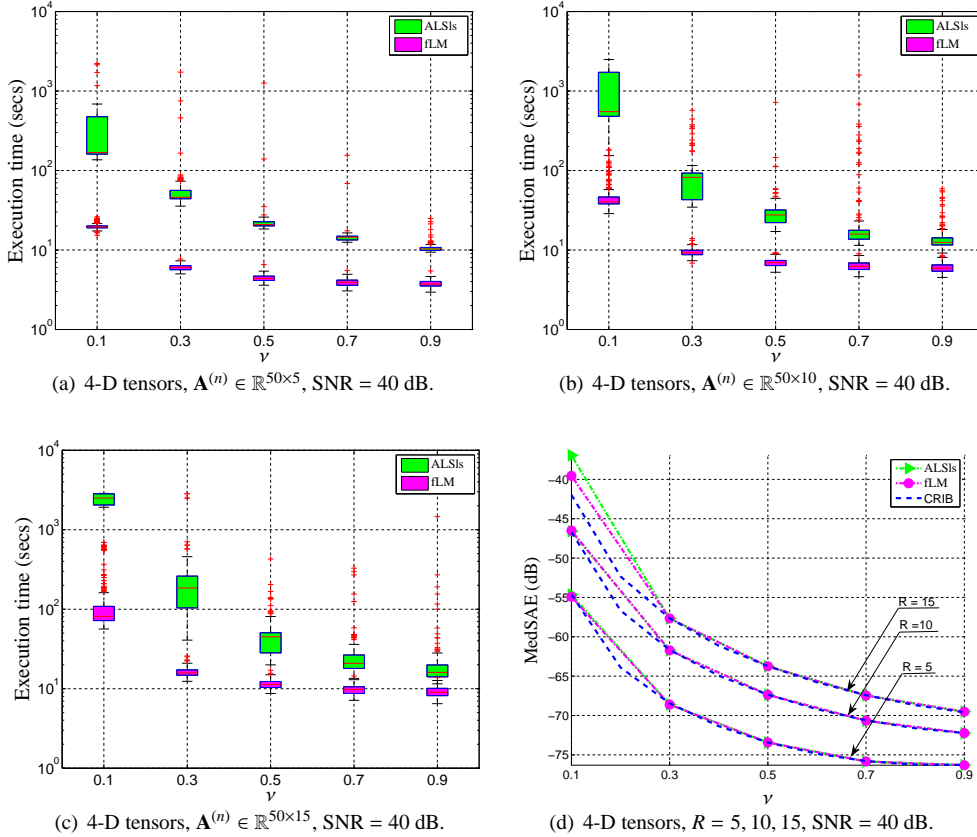 ALSls
fLM
Execution time (secs)
10^4
10^3
10^2
10^1
10^0
0.1 0.3 0.5 0.7 0.9
ν
(a) 4-D tensors, A^(n) ∈ ℝ^50×5, SNR = 40 dB.
ALSls
fLM
Execution time (secs)
10^4
10^3
10^2
10^1
10^0
0.1 0.3 0.5 0.7 0.9
ν
(b) 4-D tensors, A^(n) ∈ ℝ^50×10, SNR = 40 dB.
ALSls
fLM
Execution time (secs)
10^4
10^3
10^2
10^1
10^0
0.1 0.3 0.5 0.7 0.9
ν
(c) 4-D tensors, A^(n) ∈ ℝ^50×15, SNR = 40 dB.
ALSls
fLM
CRIB
MedSAE (dB)
−40
−45
−50
−55
−60
−65
−70
−75
R = 15
R =10
R = 5
0.1 0.3 0.5 0.7 0.9
ν
(d) 4-D tensors, R = 5, 10, 15, SNR = 40 dB.